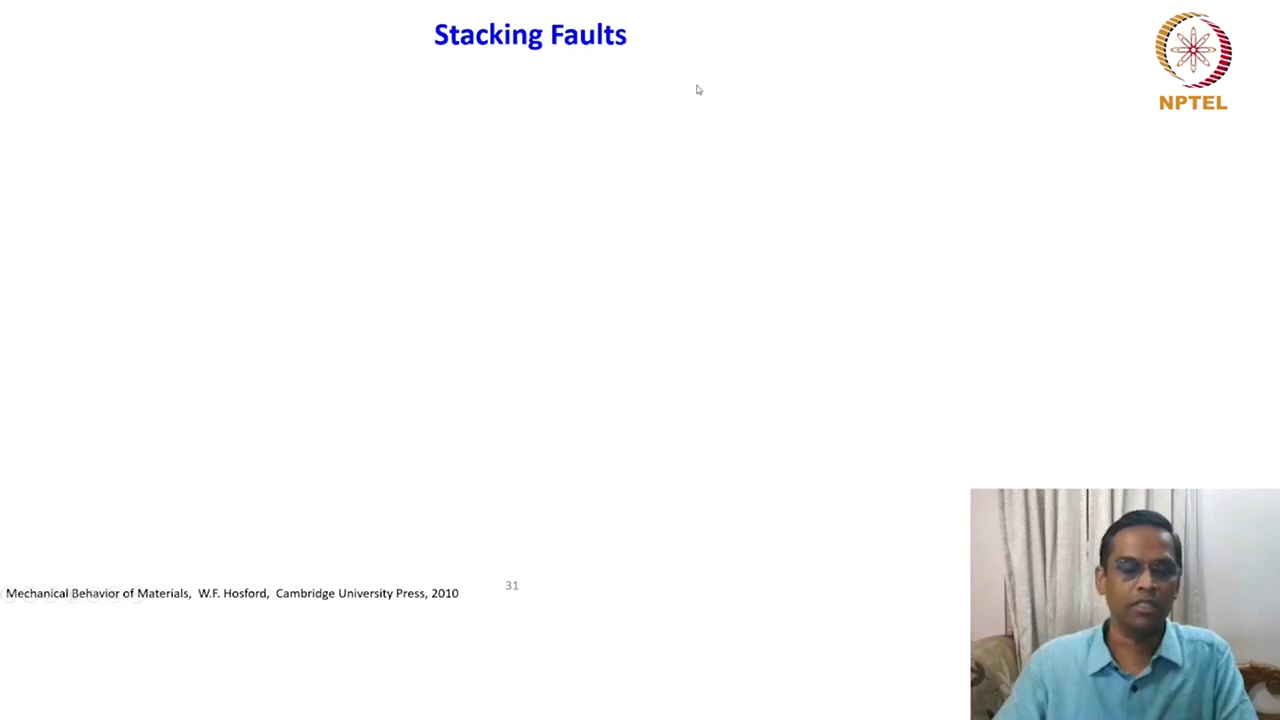 Stacking Faults
NPTEL
31
Mechanical Behavior of Materials, W.F. Hosford, Cambridge University Press, 2010